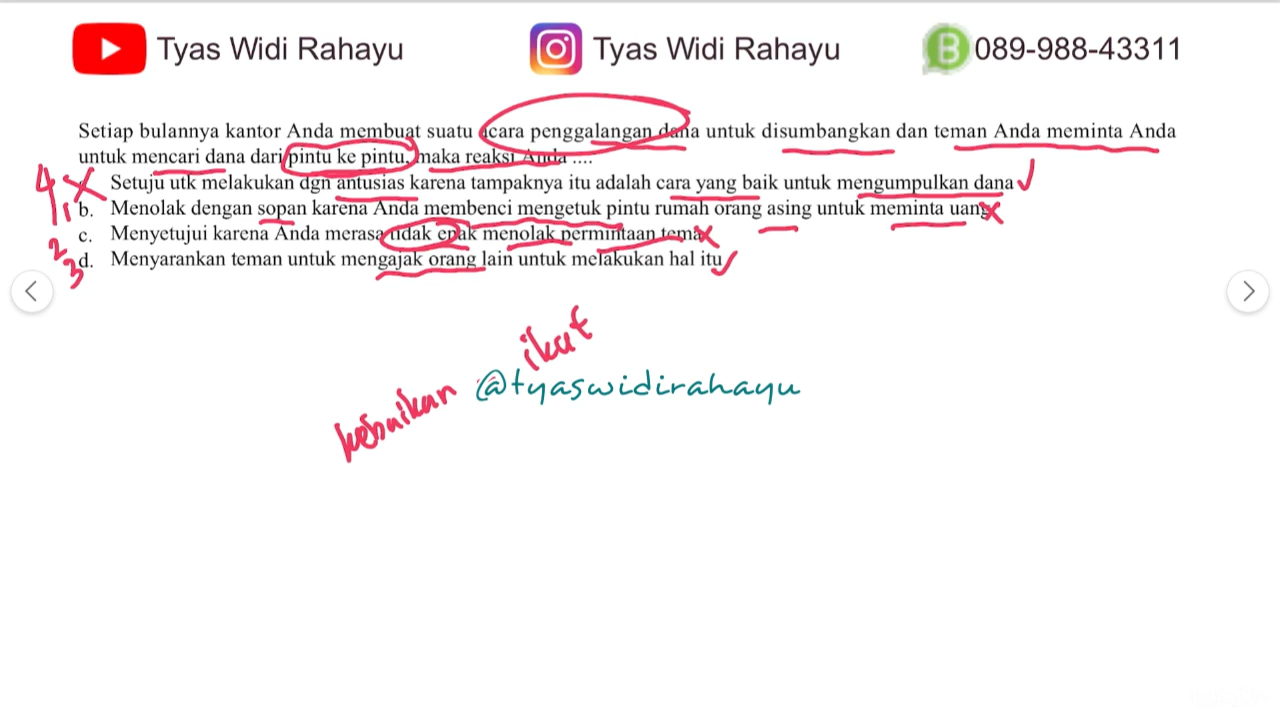 Tyas Widi Rahayu Tyas Widi Rahayu 089-988-43311
Setiap bulannya kantor Anda membuat suatu acara penggalangan dana untuk disumbangkan dan teman Anda meminta Anda
untuk mencari dana dari pintu ke pintu, maka reaksi Anda ....
4 Setuju utk melakukan dgn antusias karena tampaknya itu adalah cara yang baik untuk mengumpulkan dana
1 b. Menolak dengan sopan karena Anda membenci mengetuk pintu rumah orang asing untuk meminta uang
2 c. Menyetujui karena Anda merasa tidak enak menolak permintaan teman
3 d. Menyarankan teman untuk mengajak orang lain untuk melakukan hal itu
ikut
kebaikan
@tyaswidirahayu